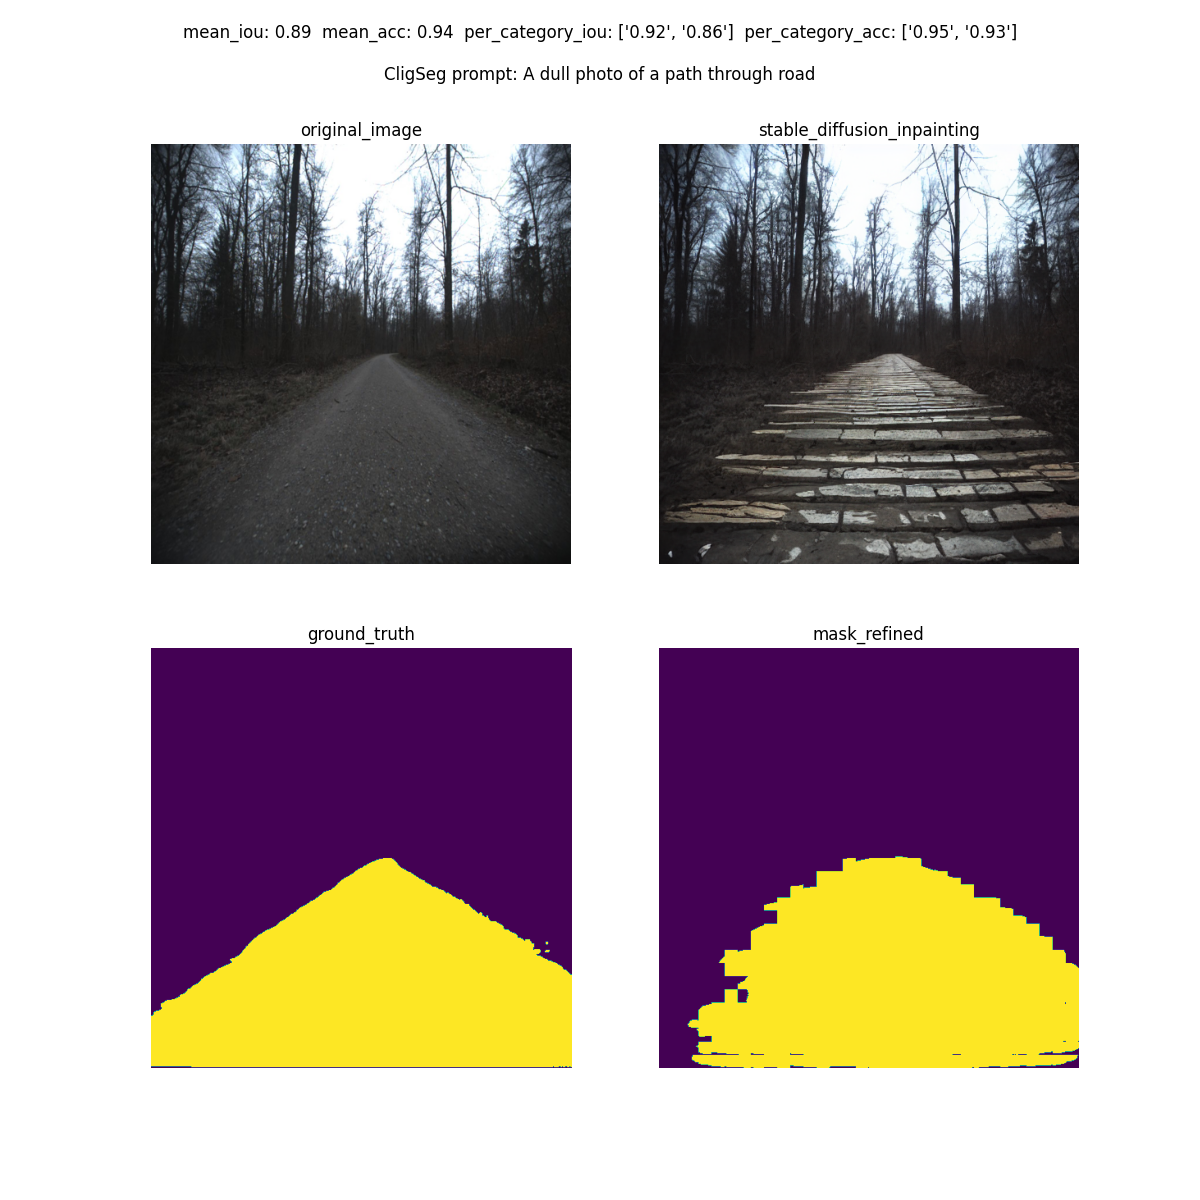 mean_iou: 0.89  mean_acc: 0.94  per_category_iou: ['0.92', '0.86']  per_category_acc: ['0.95', '0.93']
CligSeg prompt: A dull photo of a path through road
original_image
stable_diffusion_inpainting
ground_truth
mask_refined